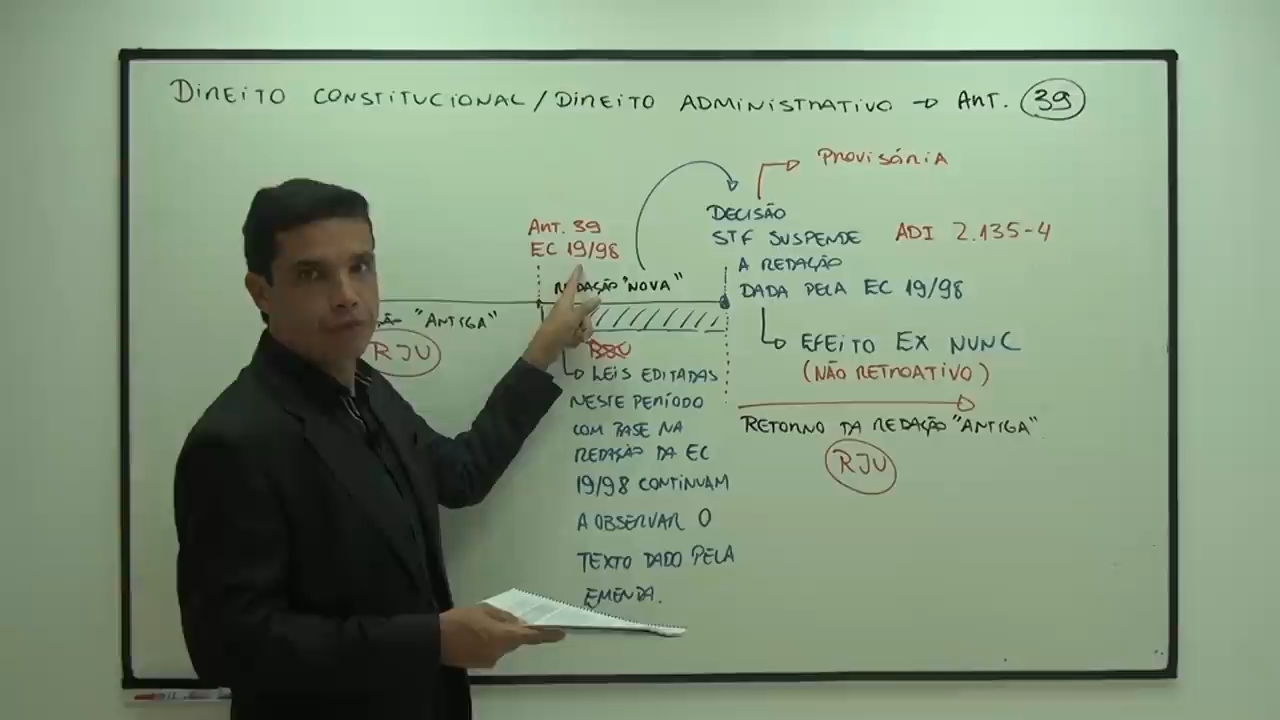 DIREITO CONSTITUCIONAL/DIREITO ADMINISTRATIVO → ART. 39
PROVISÓRIA
ART. 39
EC 19/98
REDAÇÃO "NOVA"
DECISÃO
STF SUSPENDE
A REDAÇÃO
DADA PELA EC 19/98
ADI 2.135-4
"ANTIGA"
RJU
RJU
LEIS EDITADAS
NESTE PERÍODO
COM BASE NA
REDAÇÃO DA EC
19/98 CONTINUAM
A OBSERVAR O
TEXTO DADO PELA
EMENDA.
EFEITO EX NUNC
(NÃO RETROATIVO)
RETORNO DA REDAÇÃO "ANTIGA"
RJU